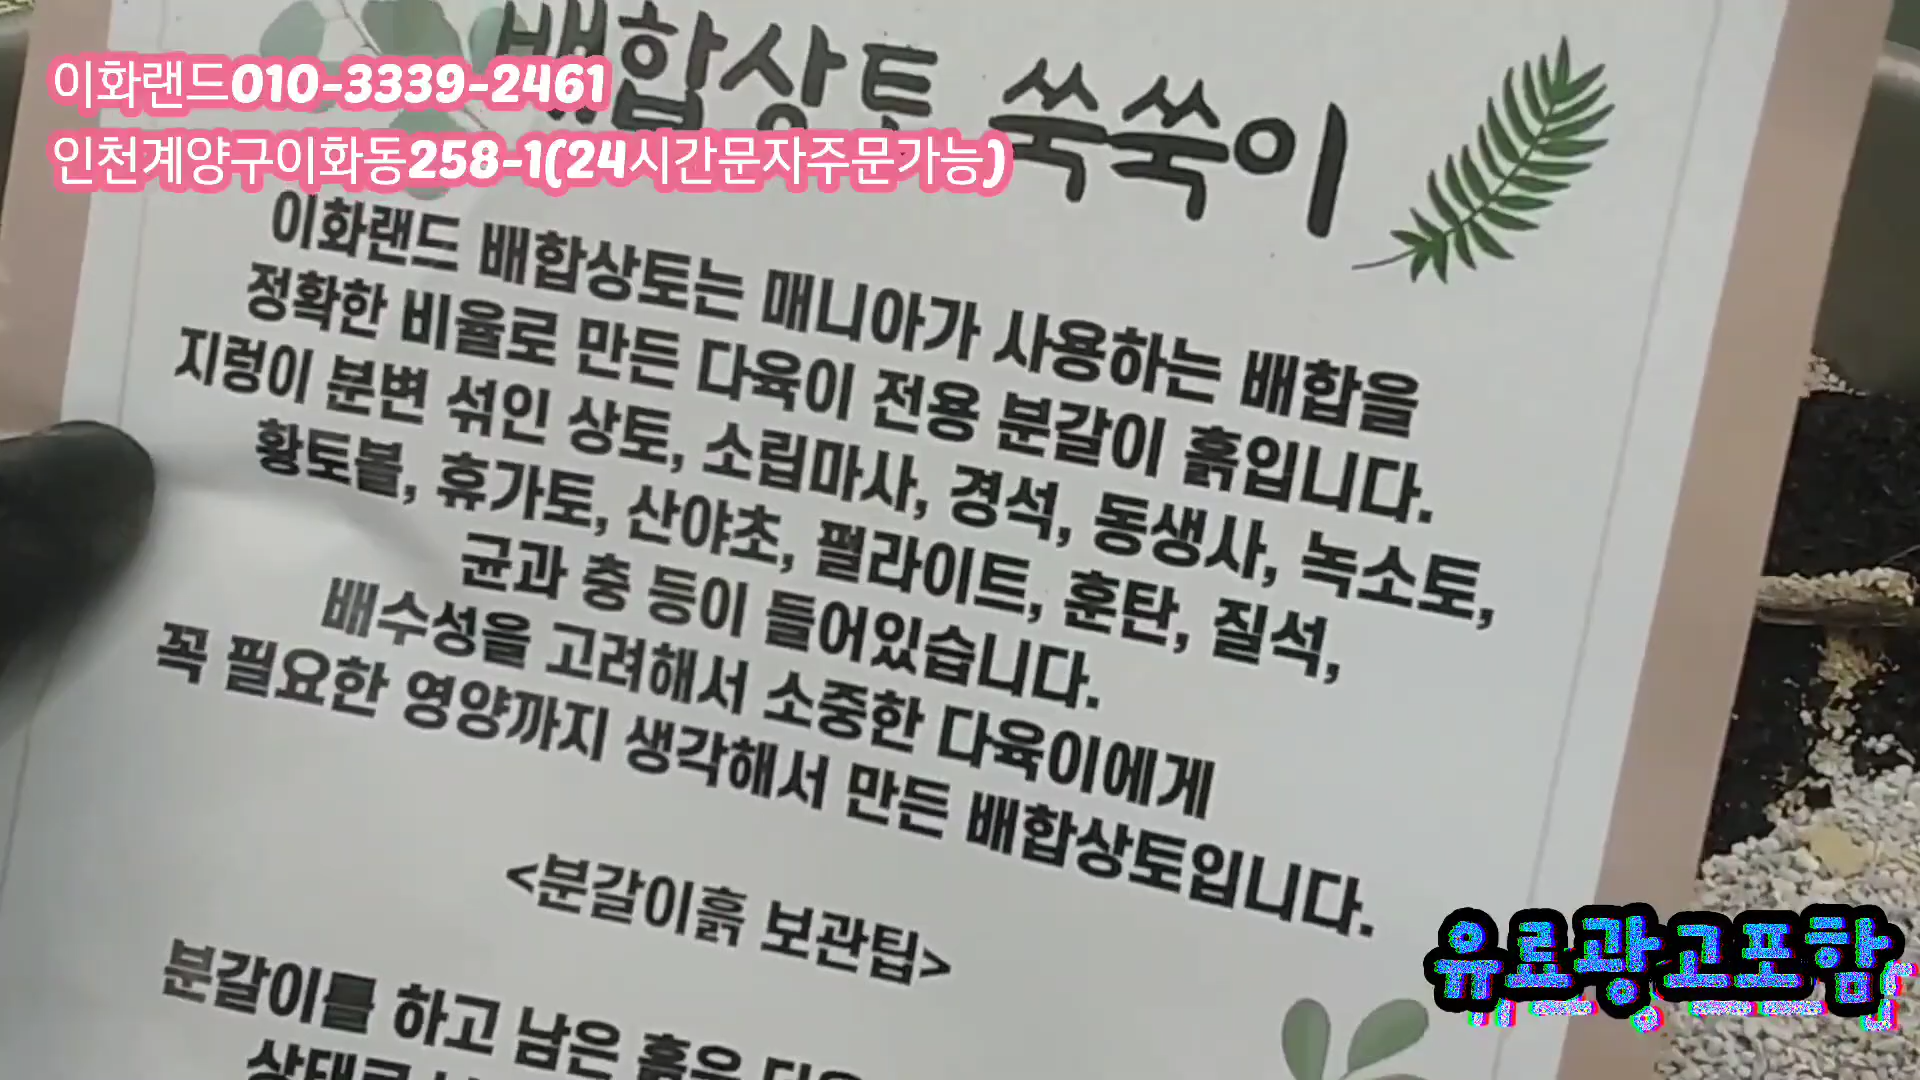 이화랜드010-3339-2461
인천계양구이화동258-1(24시간문자주문가능)
배합상토 쑥쑥이
이화랜드 배합상토는 매니아가 사용하는 배합을
정확한 비율로 만든 다육이 전용 분갈이 흙입니다.
지렁이 분변 섞인 상토, 소립마사, 경석, 동생사, 녹소토,
황토볼, 휴가토, 산야초, 펄라이트, 훈탄, 질석,
균과 충 등이 들어있습니다.
배수성을 고려해서 소중한 다육이에게
꼭 필요한 영양까지 생각해서 만든 배합상토입니다.
<분갈이흙 보관팁>
분갈이를 하고 남은 흙은
유료광고포함